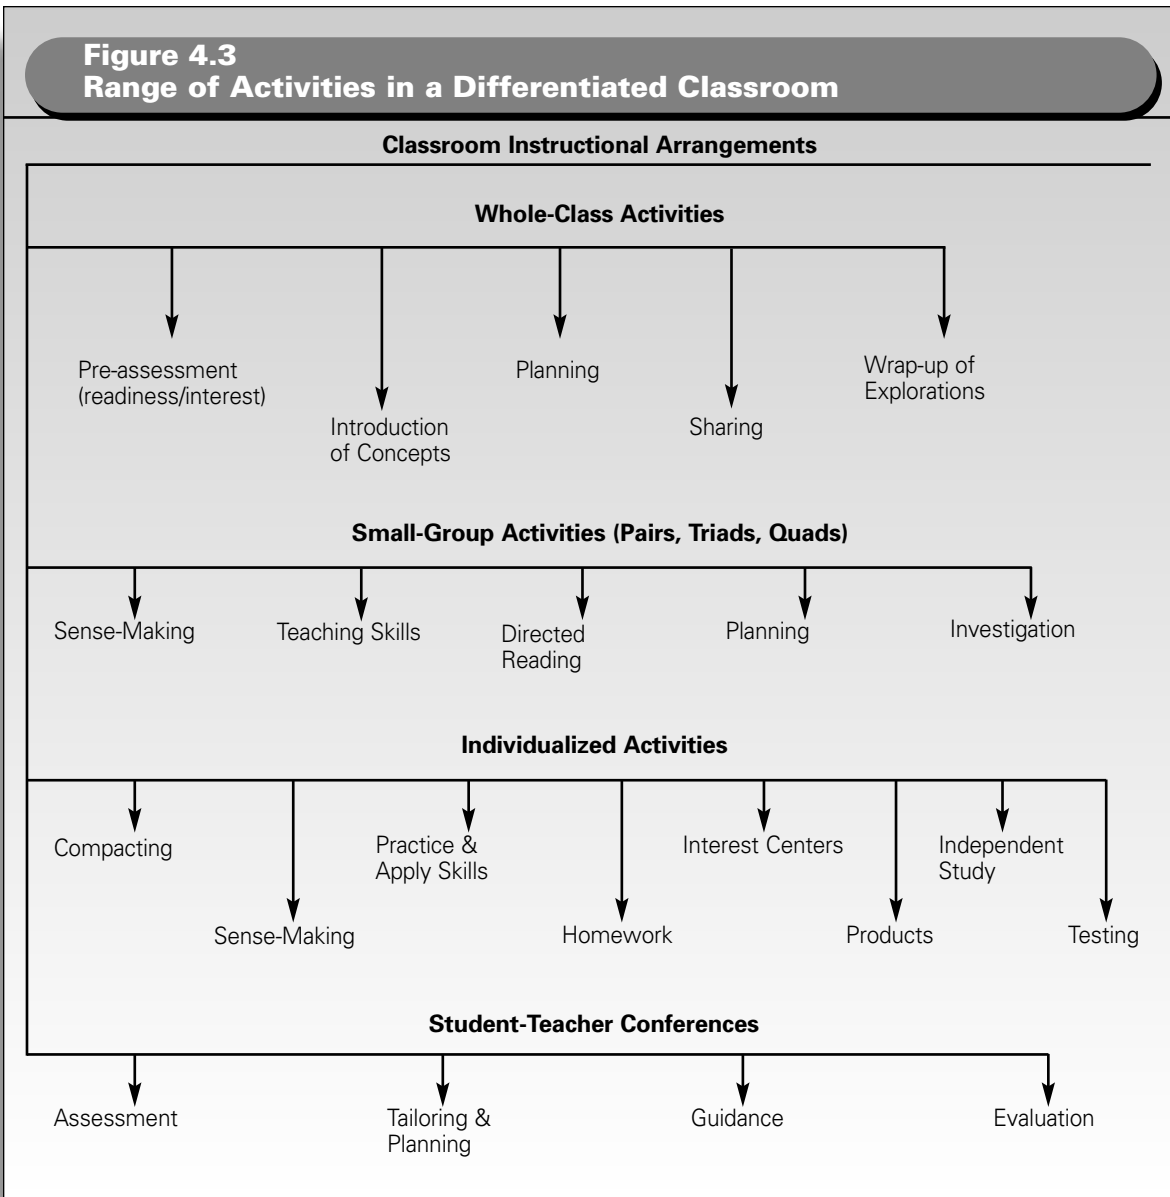 Figure 4.3
Range of Activities in a Differentiated Classroom
Classroom Instructional Arrangements
Whole-Class Activities
Pre-assessment
(readiness/interest)
Introduction
of Concepts
Planning
Sharing
Wrap-up of
Explorations
Small-Group Activities (Pairs, Triads, Quads)
Sense-Making
Teaching Skills
Directed
Reading
Planning
Investigation
Individualized Activities
Compacting
Sense-Making
Practice &
Apply Skills
Homework
Interest Centers
Products
Independent
Study
Testing
Student-Teacher Conferences
Assessment
Tailoring &
Planning
Guidance
Evaluation